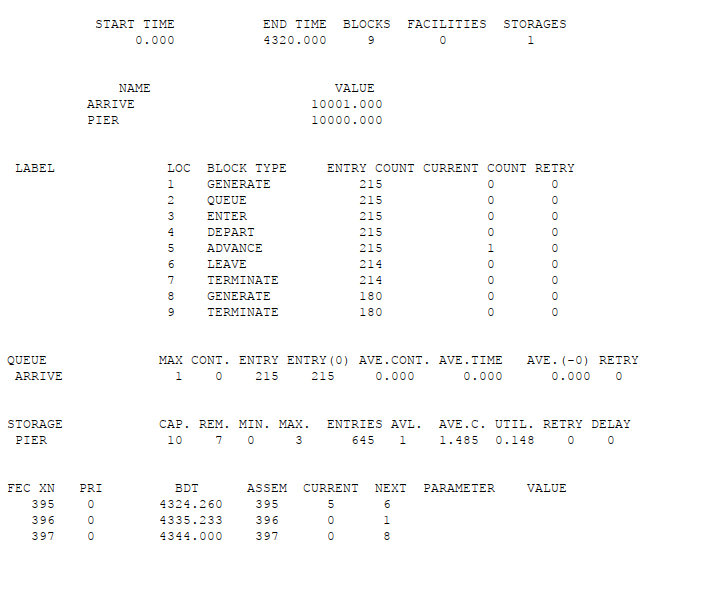 START TIME END TIME BLOCKS FACILITIES STORAGES
0.000 4320.000 9 0 1
NAME VALUE
ARRIVE 10001.000
PIER 10000.000
LABEL LOC BLOCK TYPE ENTRY COUNT CURRENT COUNT RETRY
1 GENERATE 215 0 0
2 QUEUE 215 0 0
3 ENTER 215 0 0
4 DEPART 215 0 0
5 ADVANCE 215 1 0
6 LEAVE 214 0 0
7 TERMINATE 214 0 0
8 GENERATE 180 0 0
9 TERMINATE 180 0 0
QUEUE MAX CONT. ENTRY ENTRY(0) AVE.CONT. AVE.TIME AVE.(-0) RETRY
ARRIVE 1 0 215 215 0.000 0.000 0.000 0
STORAGE CAP. REM. MIN. MAX. ENTRIES AVL. AVE.C. UTIL. RETRY DELAY
PIER 10 7 0 3 645 1 1.485 0.148 0 0
FEC XN PRI BDT ASSEM CURRENT NEXT PARAMETER VALUE
395 0 4324.260 395 5 6
396 0 4335.233 396 0 1
397 0 4344.000 397 0 8